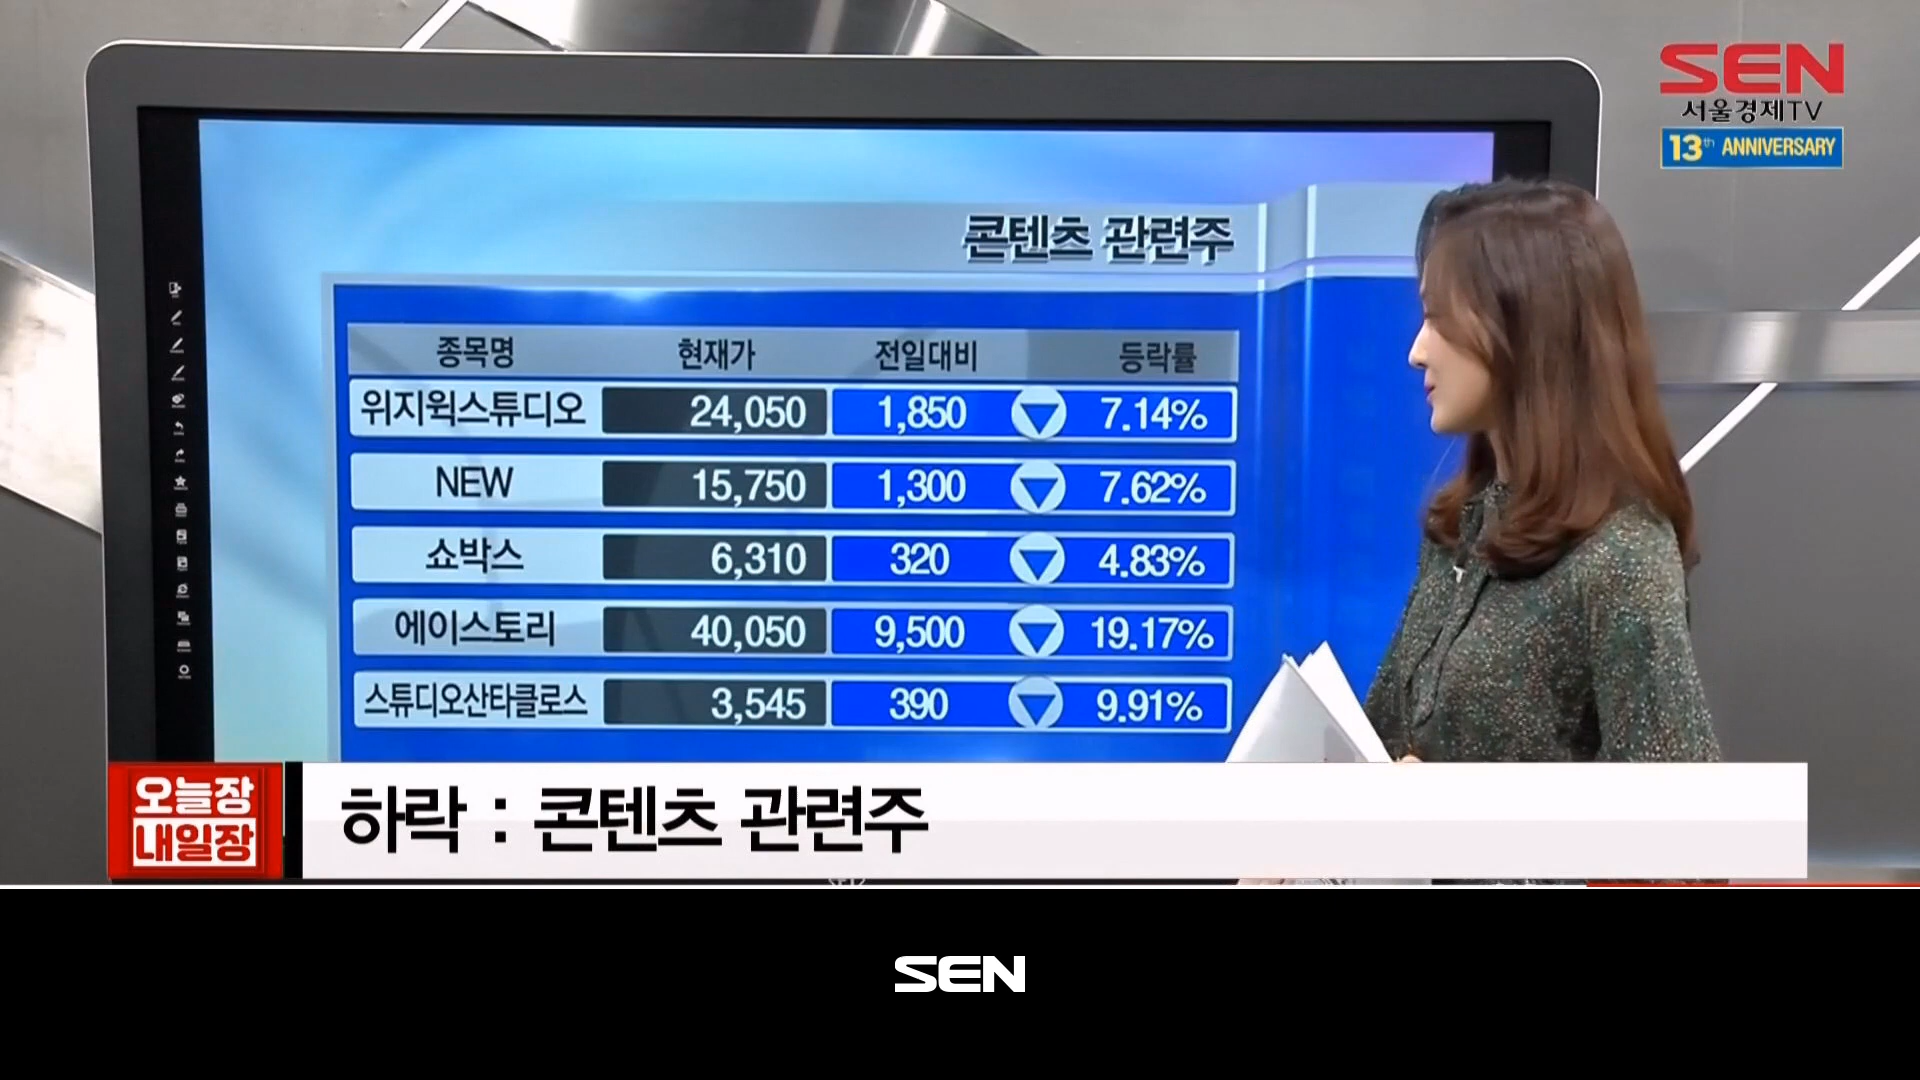 SEN
서울경제TV
13th ANNIVERSARY
콘텐츠 관련주
종목명 현재가 전일대비 등락률
위지윅스튜디오 24,050 1,850 ▼ 7.14%
NEW 15,750 1,300 ▼ 7.62%
쇼박스 6,310 320 ▼ 4.83%
에이스토리 40,050 9,500 ▼ 19.17%
스튜디오산타클로스 3,545 390 ▼ 9.91%
오늘장
내일장
하락 : 콘텐츠 관련주
SEN